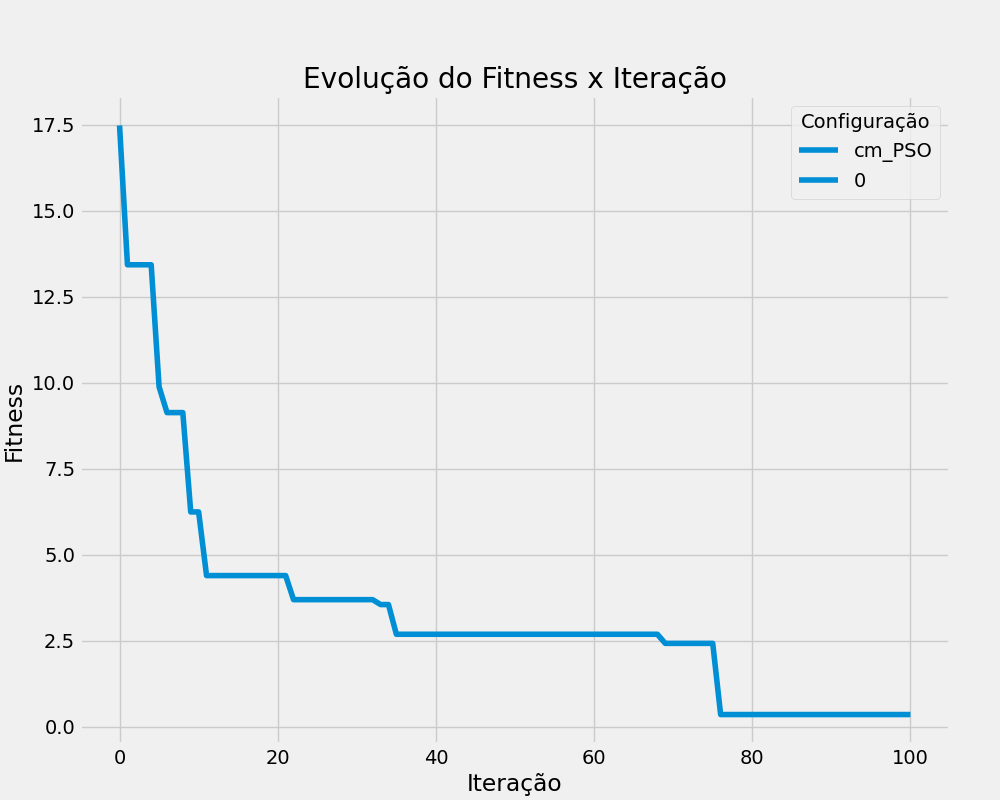 Evolução do Fitness x Iteração
Configuração
cm_PSO
0
Fitness
17.5
15.0
12.5
10.0
7.5
5.0
2.5
0.0
0 20 40 60 80 100
Iteração